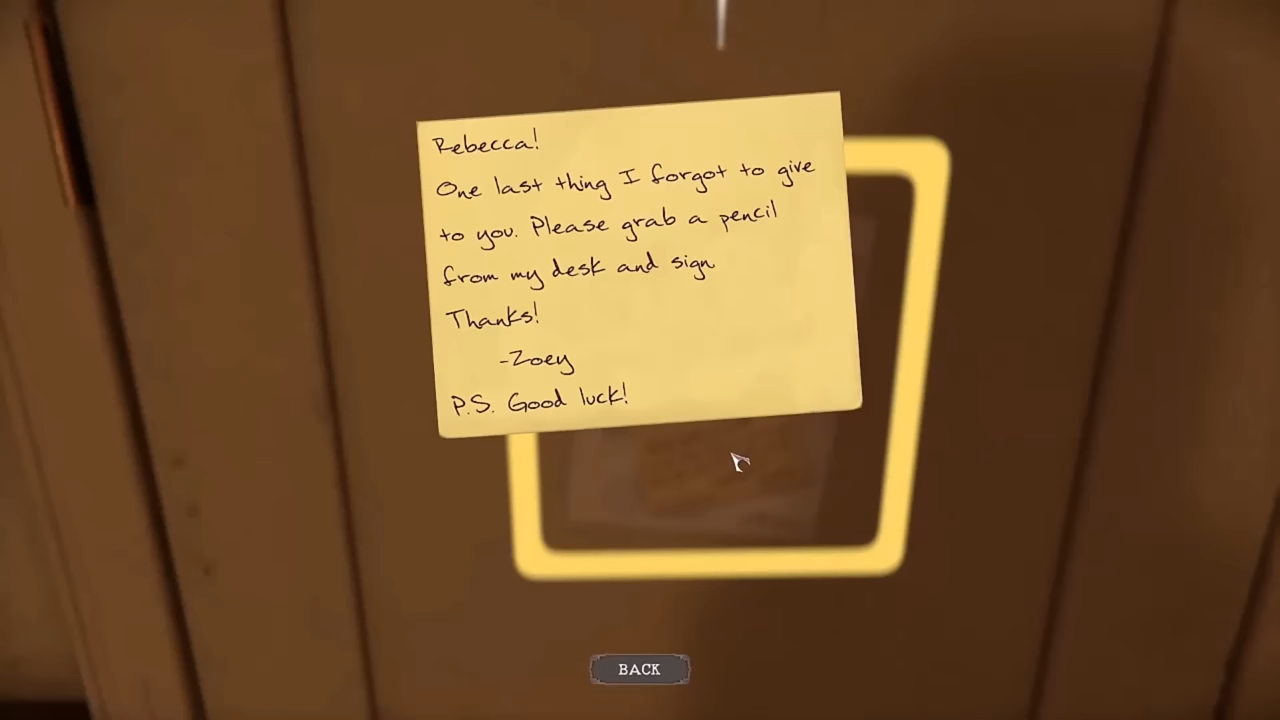 Rebecca!
One last thing I forgot to give
to you. Please grab a pencil
from my desk and sign
Thanks!
-Zoey
P.S. Good luck!
BACK